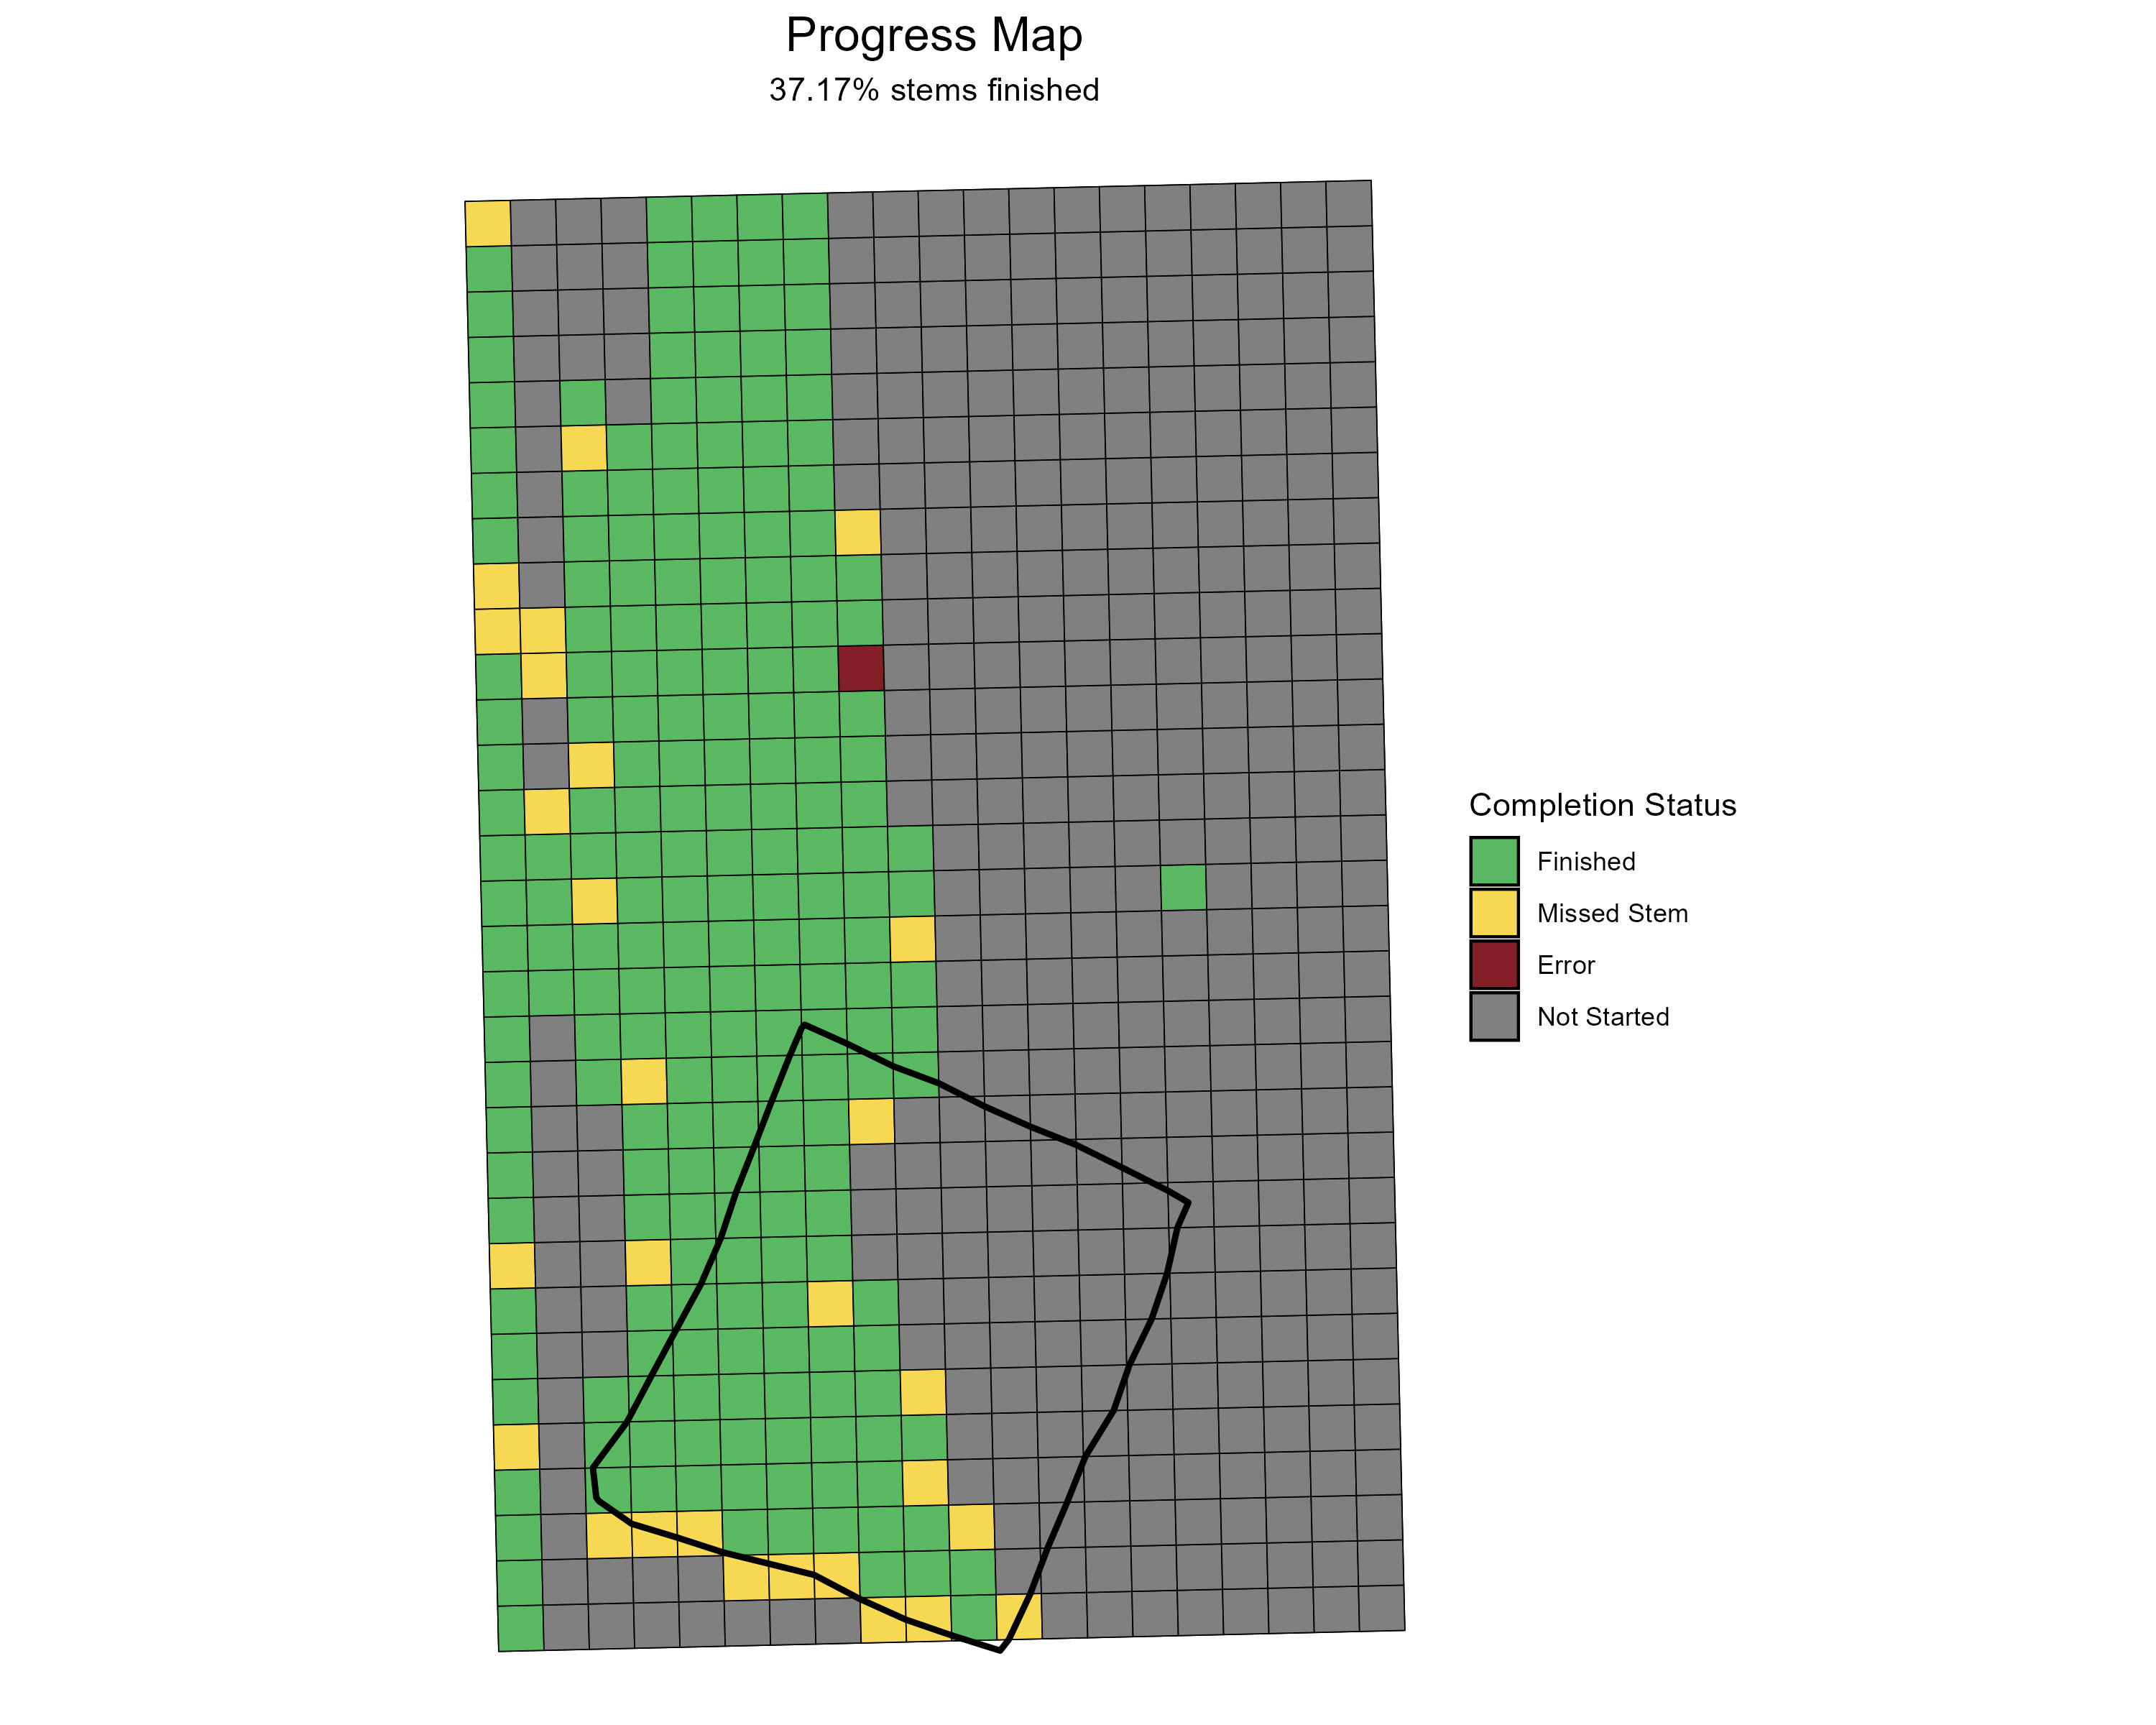 Progress Map
37.17% stems finished
Completion Status
Finished
Missed Stem
Error
Not Started